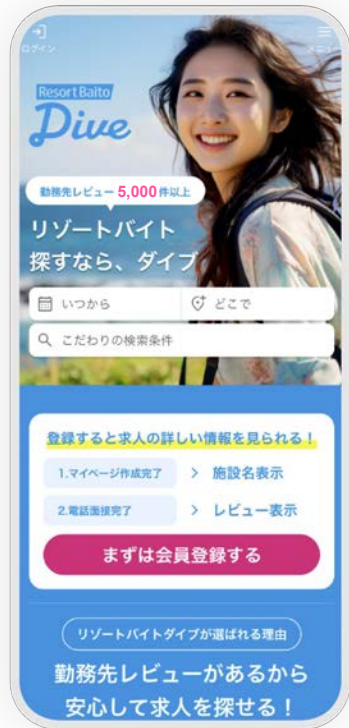 ログイン
メニュー
Resort Baito
Dive
勤務先レビュー 5,000件以上
リゾートバイト
探すなら、ダイブ
いつから
どこで
こだわりの検索条件
登録すると求人の詳しい情報を見られる！
1.マイページ作成完了 > 施設名表示
2.電話面接完了 > レビュー表示
まずは会員登録する
リゾートバイトダイブが選ばれる理由
勤務先レビューがあるから
安心して求人を探せる！